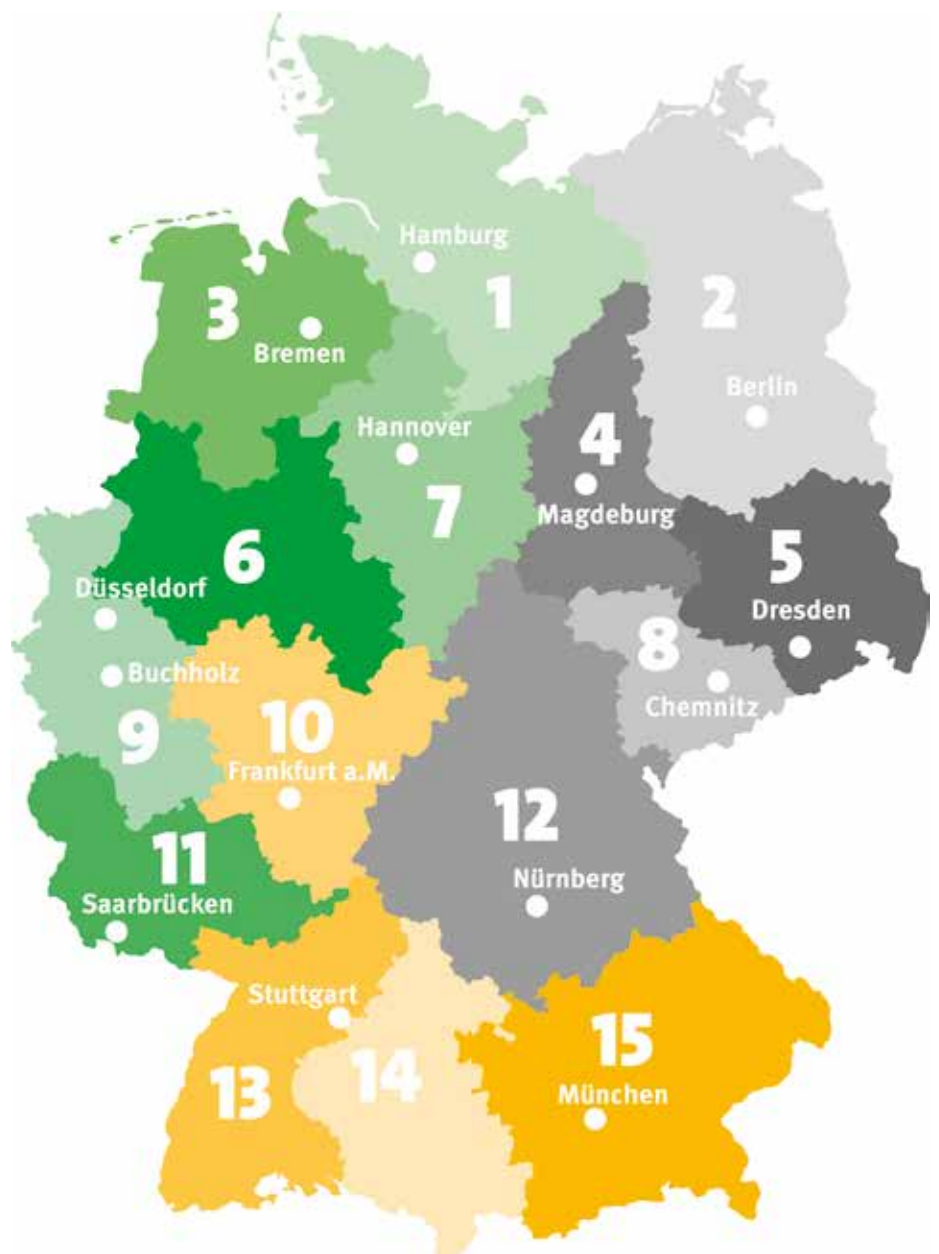 Hamburg
1
2
3
Bremen
Berlin
Hannover
4
7
Magdeburg
6
5
Düsseldorf
Dresden
8
Buchholz
Chemnitz
9
10
Frankfurt a.M.
12
11
Nürnberg
Saarbrücken
Stuttgart
15
14
13
München